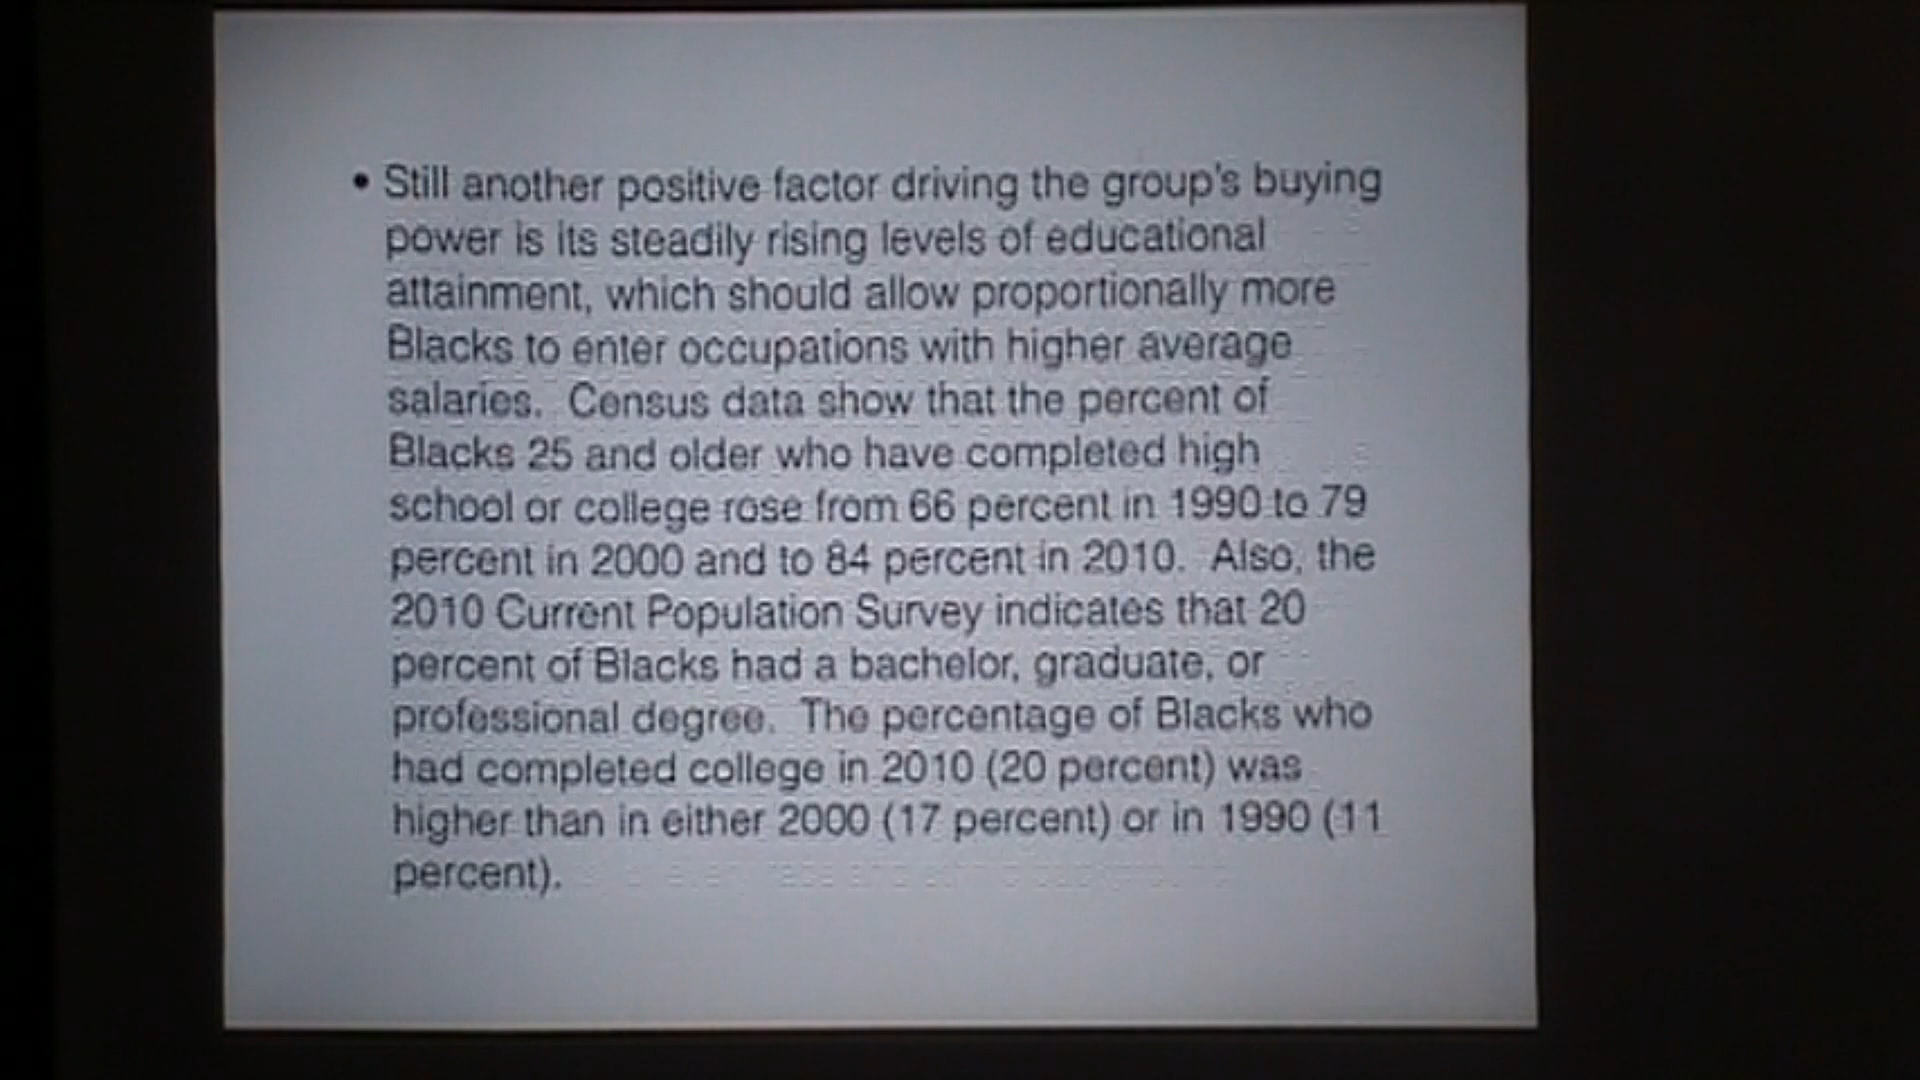 • Still another positive factor driving the group's buying
power is its steadily rising levels of educational
attainment, which should allow proportionally more
Blacks to enter occupations with higher average
salaries. Census data show that the percent of
Blacks 25 and older who have completed high
school or college rose from 66 percent in 1990 to 79
percent in 2000 and to 84 percent in 2010. Also, the
2010 Current Population Survey indicates that 20
percent of Blacks had a bachelor, graduate, or
professional degree. The percentage of Blacks who
had completed college in 2010 (20 percent) was
higher than in either 2000 (17 percent) or in 1990 (11
percent).